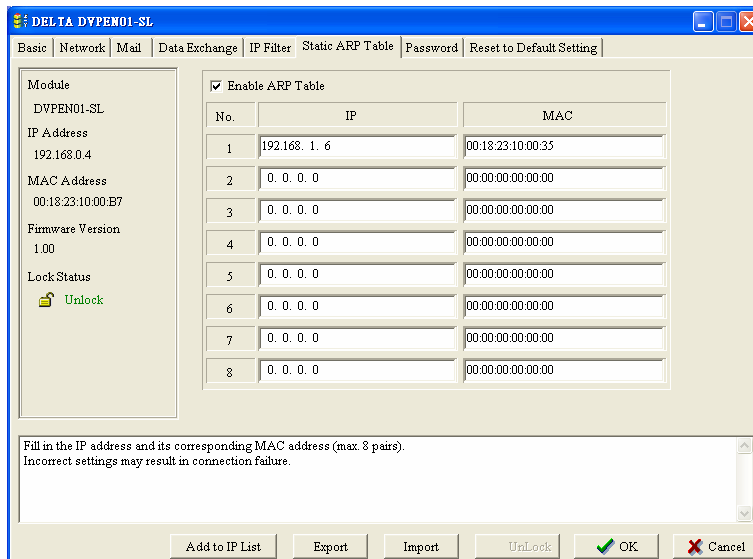 DELTA DVPEN01-SL
Basic Network Mail Data Exchange IP Filter Static ARP Table Password Reset to Default Setting
Module
DVPEN01-SL
IP Address
192.168.0.4
MAC Address
00:18:23:10:00:B7
Firmware Version
1.00
Lock Status
Unlock
Enable ARP Table
No. IP MAC
1 192.168. 1. 6 00:18:23:10:00:35
2 0. 0. 0. 0 00:00:00:00:00:00
3 0. 0. 0. 0 00:00:00:00:00:00
4 0. 0. 0. 0 00:00:00:00:00:00
5 0. 0. 0. 0 00:00:00:00:00:00
6 0. 0. 0. 0 00:00:00:00:00:00
7 0. 0. 0. 0 00:00:00:00:00:00
8 0. 0. 0. 0 00:00:00:00:00:00
Fill in the IP address and its corresponding MAC address (max. 8 pairs).
Incorrect settings may result in connection failure.
Add to IP List Export Import UnLock OK Cancel